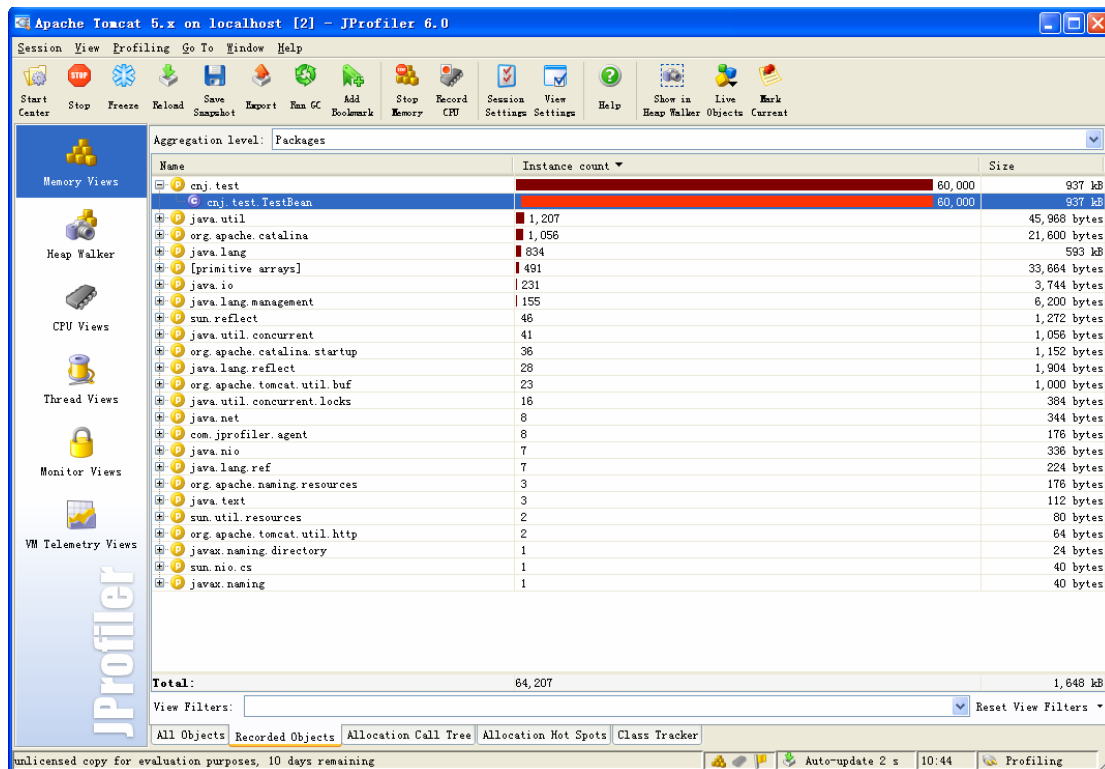 Apache Tomcat 5.x on localhost [2] - JProfiler 6.0
Session View Profiling Go To Window Help
Start Center Stop Freeze Reload Save Snapshot Export Run GC Add Bookmark Stop Memory Record CPU Session Settings View Settings Help Show in Heap Walker Live Objects Mark Current
Aggregation level: Packages
Name Instance count Size
cnj.test 60,000 937 kB
cnj.test.TestBean 60,000 937 kB
java.util 1,207 45,968 bytes
org.apache.catalina 1,056 21,600 bytes
java.lang 834 593 kB
[primitive arrays] 491 33,664 bytes
java.io 231 3,744 bytes
java.lang.management 155 6,200 bytes
sun.reflect 46 1,272 bytes
java.util.concurrent 41 1,056 bytes
org.apache.catalina.startup 36 1,152 bytes
java.lang.reflect 28 1,904 bytes
org.apache.tomcat.util.buf 23 1,000 bytes
java.util.concurrent.locks 16 384 bytes
java.net 8 344 bytes
com.jprofiler.agent 8 176 bytes
java.nio 7 336 bytes
java.lang.ref 7 224 bytes
org.apache.naming.resources 3 176 bytes
java.text 3 112 bytes
sun.util.resources 2 80 bytes
org.apache.tomcat.util.http 2 64 bytes
javax.naming.directory 1 24 bytes
sun.nio.cs 1 40 bytes
javax.naming 1 40 bytes
Total: 64,207 1,648 kB
View Filters: Reset View Filters
All Objects Recorded Objects Allocation Call Tree Allocation Hot Spots Class Tracker
Memory Views
Heap Walker
CPU Views
Thread Views
Monitor Views
VM Telemetry Views
JProfiler
unlicensed copy for evaluation purposes, 10 days remaining Auto-update 2 s 10:44 Profiling